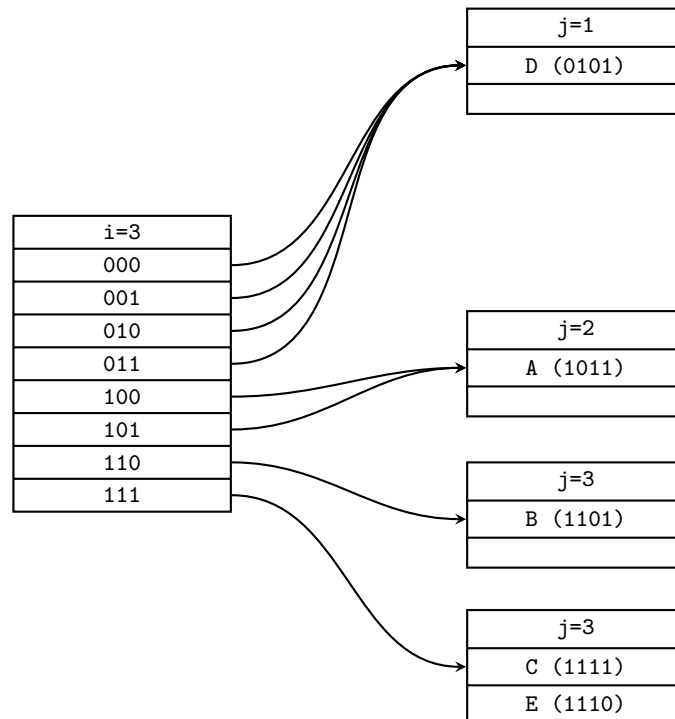 i=3
000
001
010
011
100
101
110
111
j=1
D (0101)
j=2
A (1011)
j=3
B (1101)
j=3
C (1111)
E (1110)